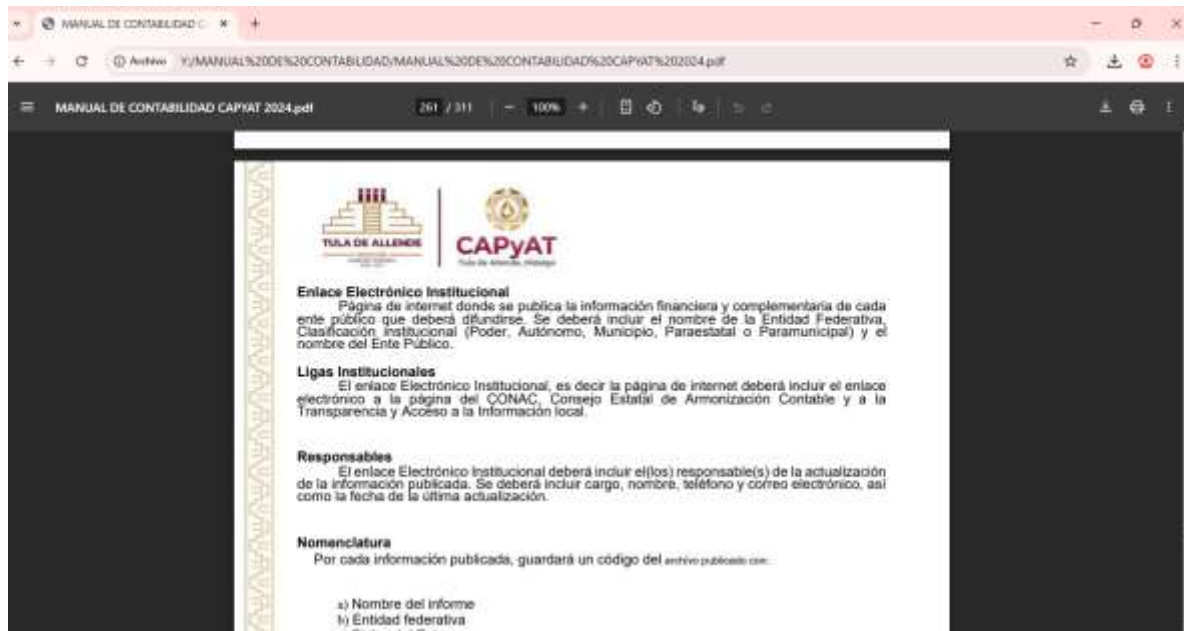 MANUAL DE CONTABILIDAD C
Archivo Y:/MANUAL%20DE%20CONTABILIDAD/MANUAL%20DE%20CONTABILIDAD%20CAPYAT%202024.pdf
MANUAL DE CONTABILIDAD CAPYAT 2024.pdf 261 / 311 100%
TULA DE ALLENDE
CAPyAT
Tula de Allende, Hidalgo
Enlace Electrónico Institucional
Página de internet donde se publica la información financiera y complementaria de cada
ente público que deberá difundirse. Se deberá incluir el nombre de la Entidad Federativa,
Clasificación institucional (Poder, Autónomo, Municipio, Paraestatal o Paramunicipal) y el
nombre del Ente Público.
Ligas Institucionales
El enlace Electrónico Institucional, es decir la página de internet deberá incluir el enlace
electrónico a la página del CONAC, Consejo Estatal de Armonización Contable y a la
Transparencia y Acceso a la Información local.
Responsables
El enlace Electrónico Institucional deberá incluir el(los) responsable(s) de la actualización
de la información publicada. Se deberá incluir cargo, nombre, teléfono y correo electrónico, así
como la fecha de la última actualización.
Nomenclatura
Por cada información publicada, guardará un código del archivo publicado con:
a) Nombre del informe
b) Entidad federativa